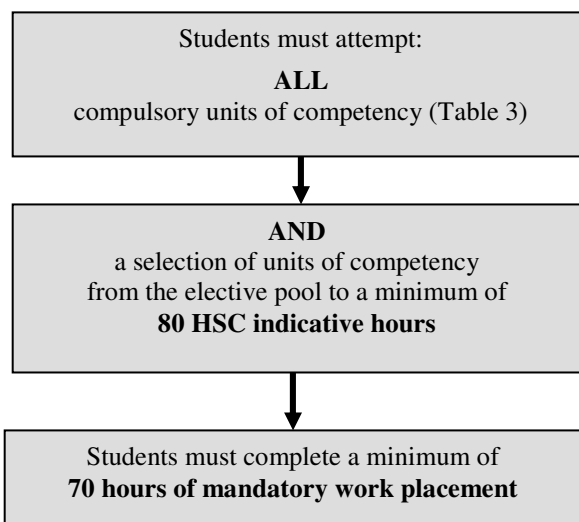 Students must attempt:
ALL
compulsory units of competency (Table 3)
AND
a selection of units of competency
from the elective pool to a minimum of
80 HSC indicative hours
Students must complete a minimum of
70 hours of mandatory work placement